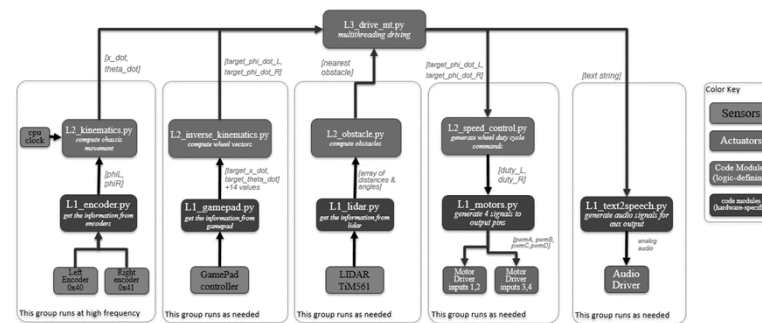 L3_drive_mt.py
multithreading driving
[x_dot,
theta_dot]
[target_phi_dot_L,
target_phi_dot_R]
[nearest
obstacle]
[target_phi_dot_L,
target_phi_dot_R]
[text string]
cpu
clock
L2_kinematics.py
compute chassis
movement
L2_inverse_kinematics.py
compute wheel vectors
L2_obstacle.py
compute obstacles
L2_speed_control.py
generate wheel duty cycle
commands
[phiL,
phiR]
[target_x_dot,
target_theta_dot]
+14 values
[array of
distances &
angles]
[duty_L,
duty_R]
L1_encoder.py
get the information from
encoders
L1_gamepad.py
get the information from
gamepad
L1_lidar.py
get the information from
lidar
L1_motors.py
generate 4 signals to
output pins
L1_text2speech.py
generate audio signals for
aux output
[pwmA, pwmB,
pwmC,pwmD]
analog
audio
Left
Encoder
0x40
Right
encoder
0x41
GamePad
controller
LIDAR
TiM561
Motor
Driver
inputs 1,2
Motor
Driver
inputs 3,4
Audio
Driver
This group runs at high frequency
This group runs as needed
This group runs as needed
This group runs as needed
This group runs as needed
Color Key
Sensors
Actuators
Code Module
(logic-defining
code modules
(hardware-specifi